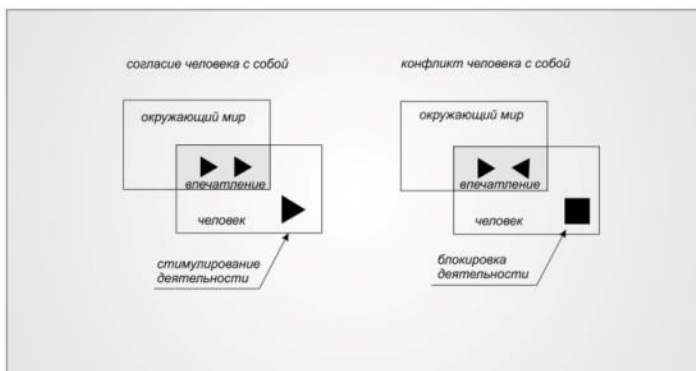 согласие человека с собой
окружающий мир
впечатление
человек
стимулирование
деятельности
конфликт человека с собой
окружающий мир
впечатление
человек
блокировка
деятельности